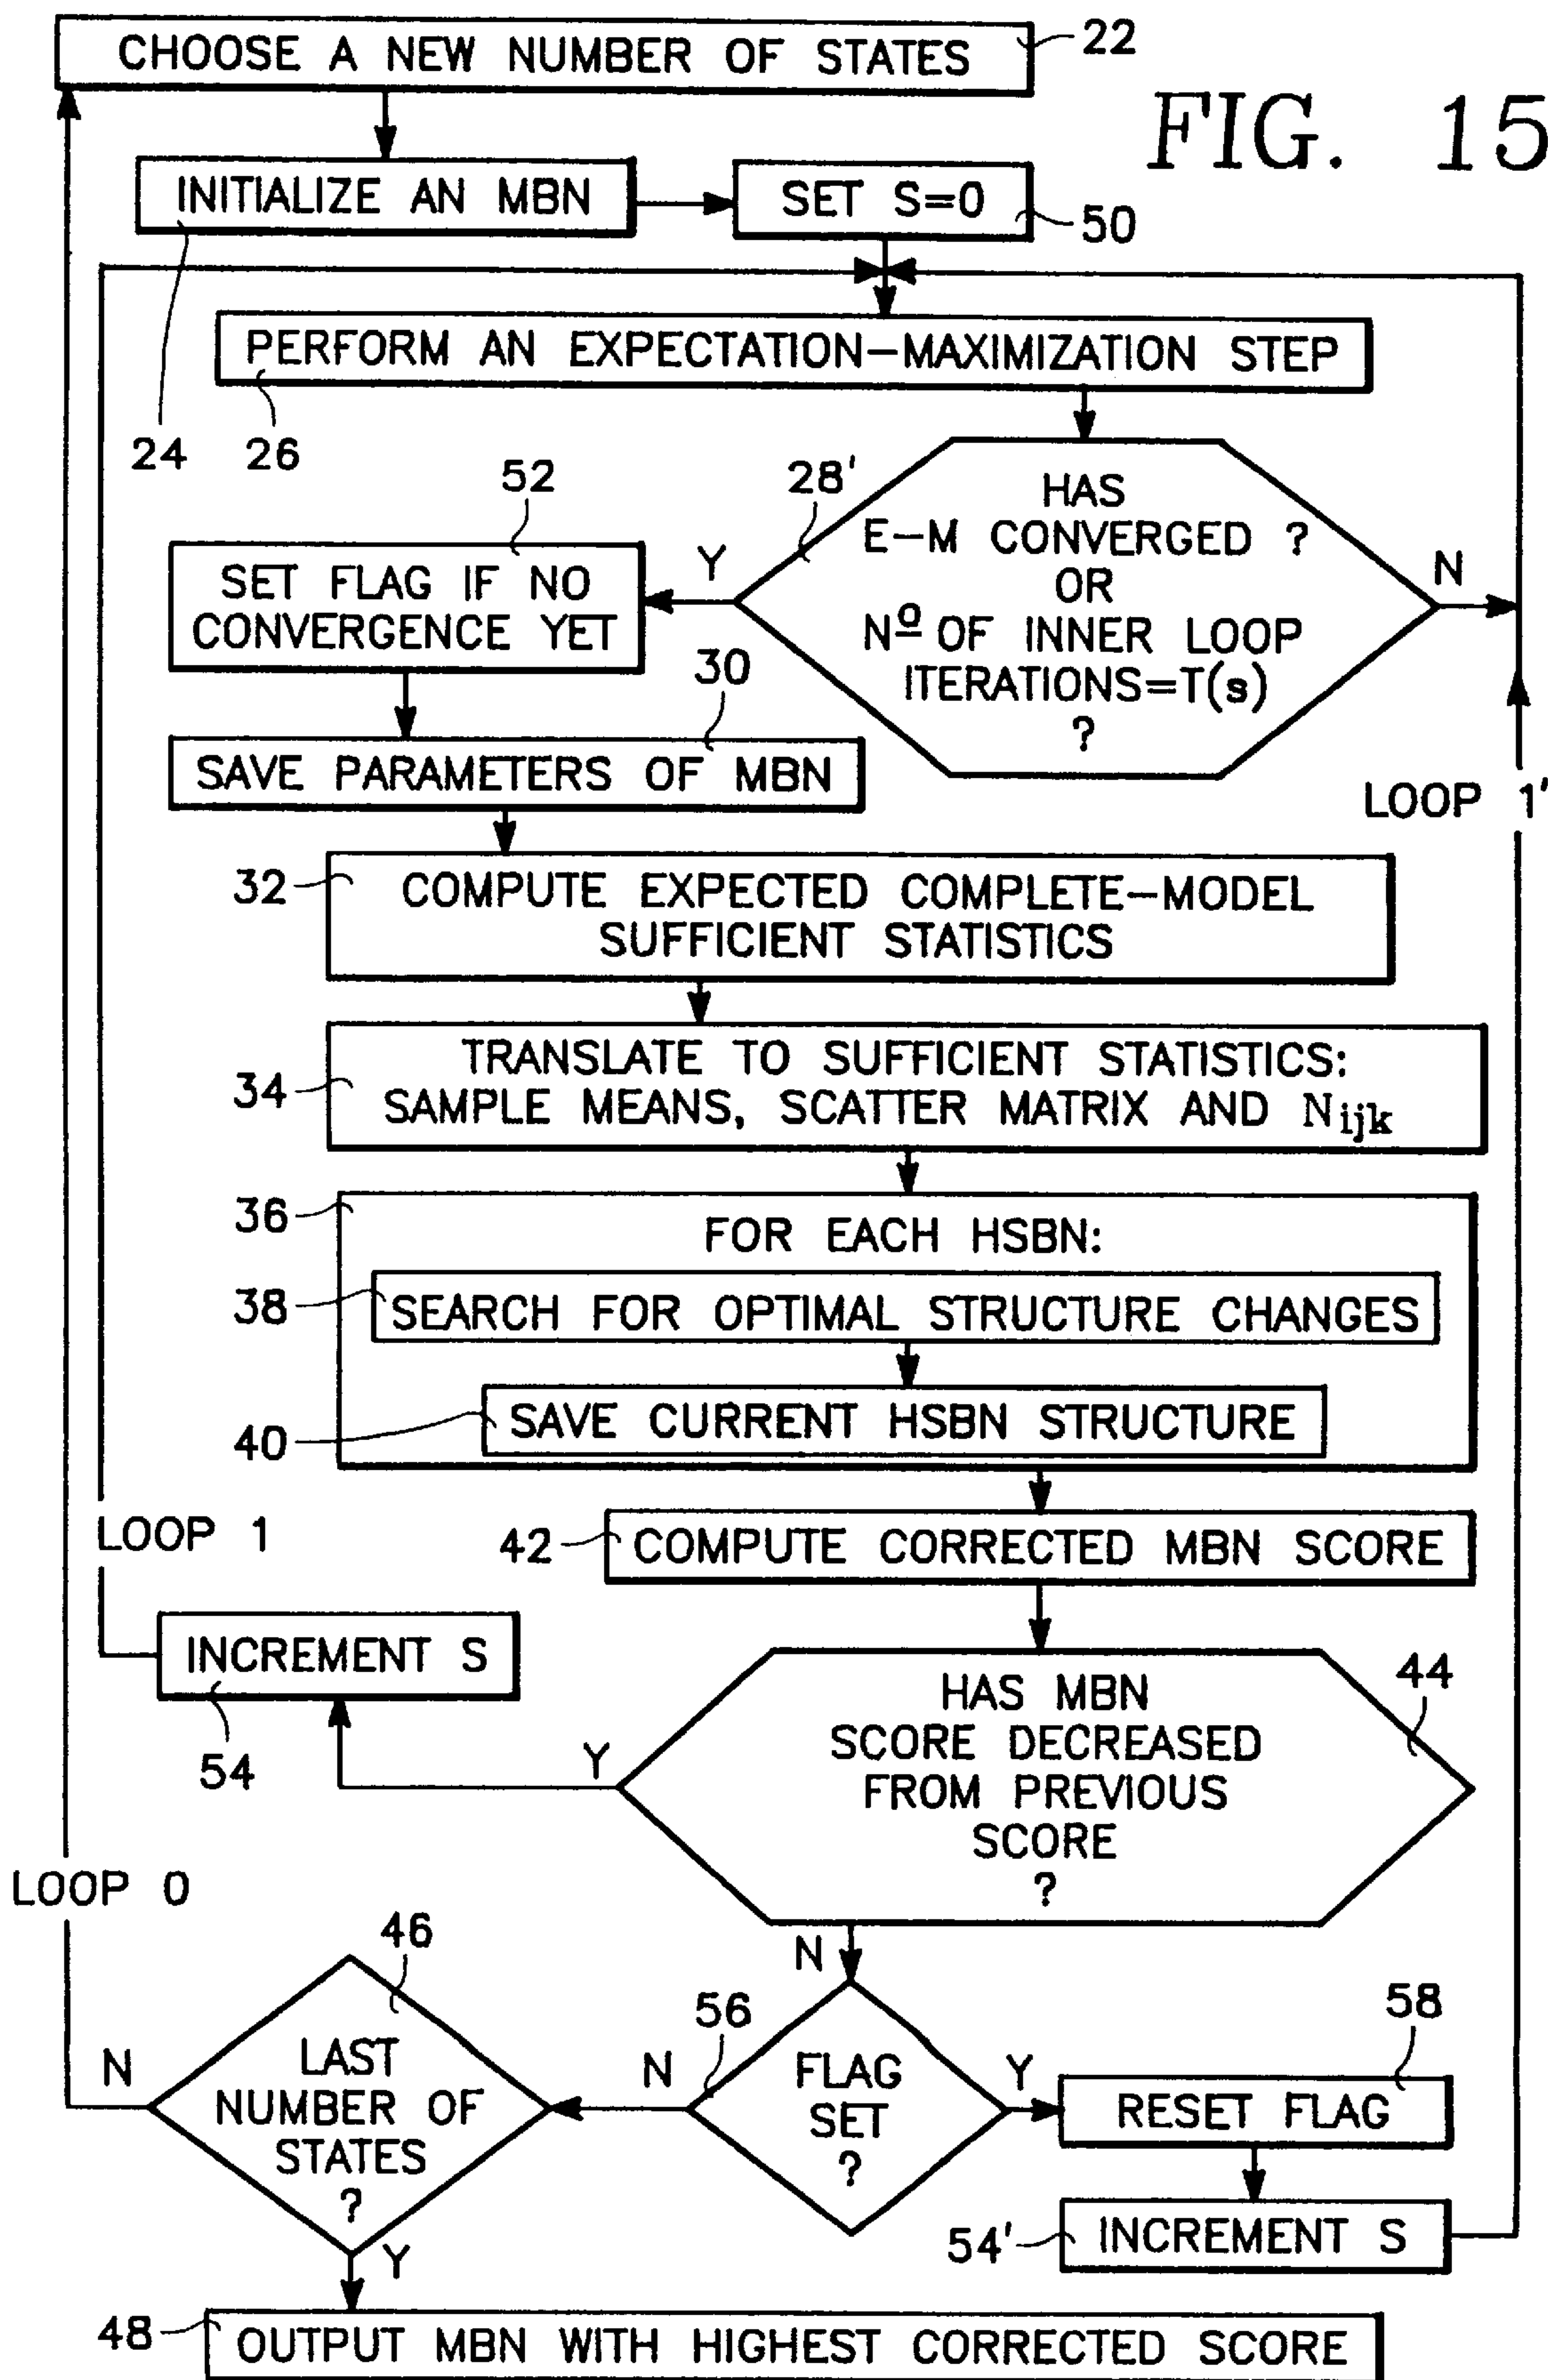 CHOOSE A NEW NUMBER OF STATES
22
FIG. 15
INITIALIZE AN MBN
SET S=0
50
PERFORM AN EXPECTATION-MAXIMIZATION STEP
24
26
52
28'
HAS
E-M CONVERGED ?
OR
Nº OF INNER LOOP
ITERATIONS=T(s)
?
Y
N
SET FLAG IF NO
CONVERGENCE YET
30
SAVE PARAMETERS OF MBN
LOOP 1'
32
COMPUTE EXPECTED COMPLETE-MODEL
SUFFICIENT STATISTICS
34
TRANSLATE TO SUFFICIENT STATISTICS:
SAMPLE MEANS, SCATTER MATRIX AND Nijk
36
FOR EACH HSBN:
38
SEARCH FOR OPTIMAL STRUCTURE CHANGES
40
SAVE CURRENT HSBN STRUCTURE
LOOP 1
42
COMPUTE CORRECTED MBN SCORE
INCREMENT S
54
Y
HAS MBN
SCORE DECREASED
FROM PREVIOUS
SCORE
?
44
LOOP 0
N
46
56
58
N
LAST
NUMBER OF
STATES
?
N
FLAG
SET
?
Y
RESET FLAG
54'
INCREMENT S
Y
48
OUTPUT MBN WITH HIGHEST CORRECTED SCORE